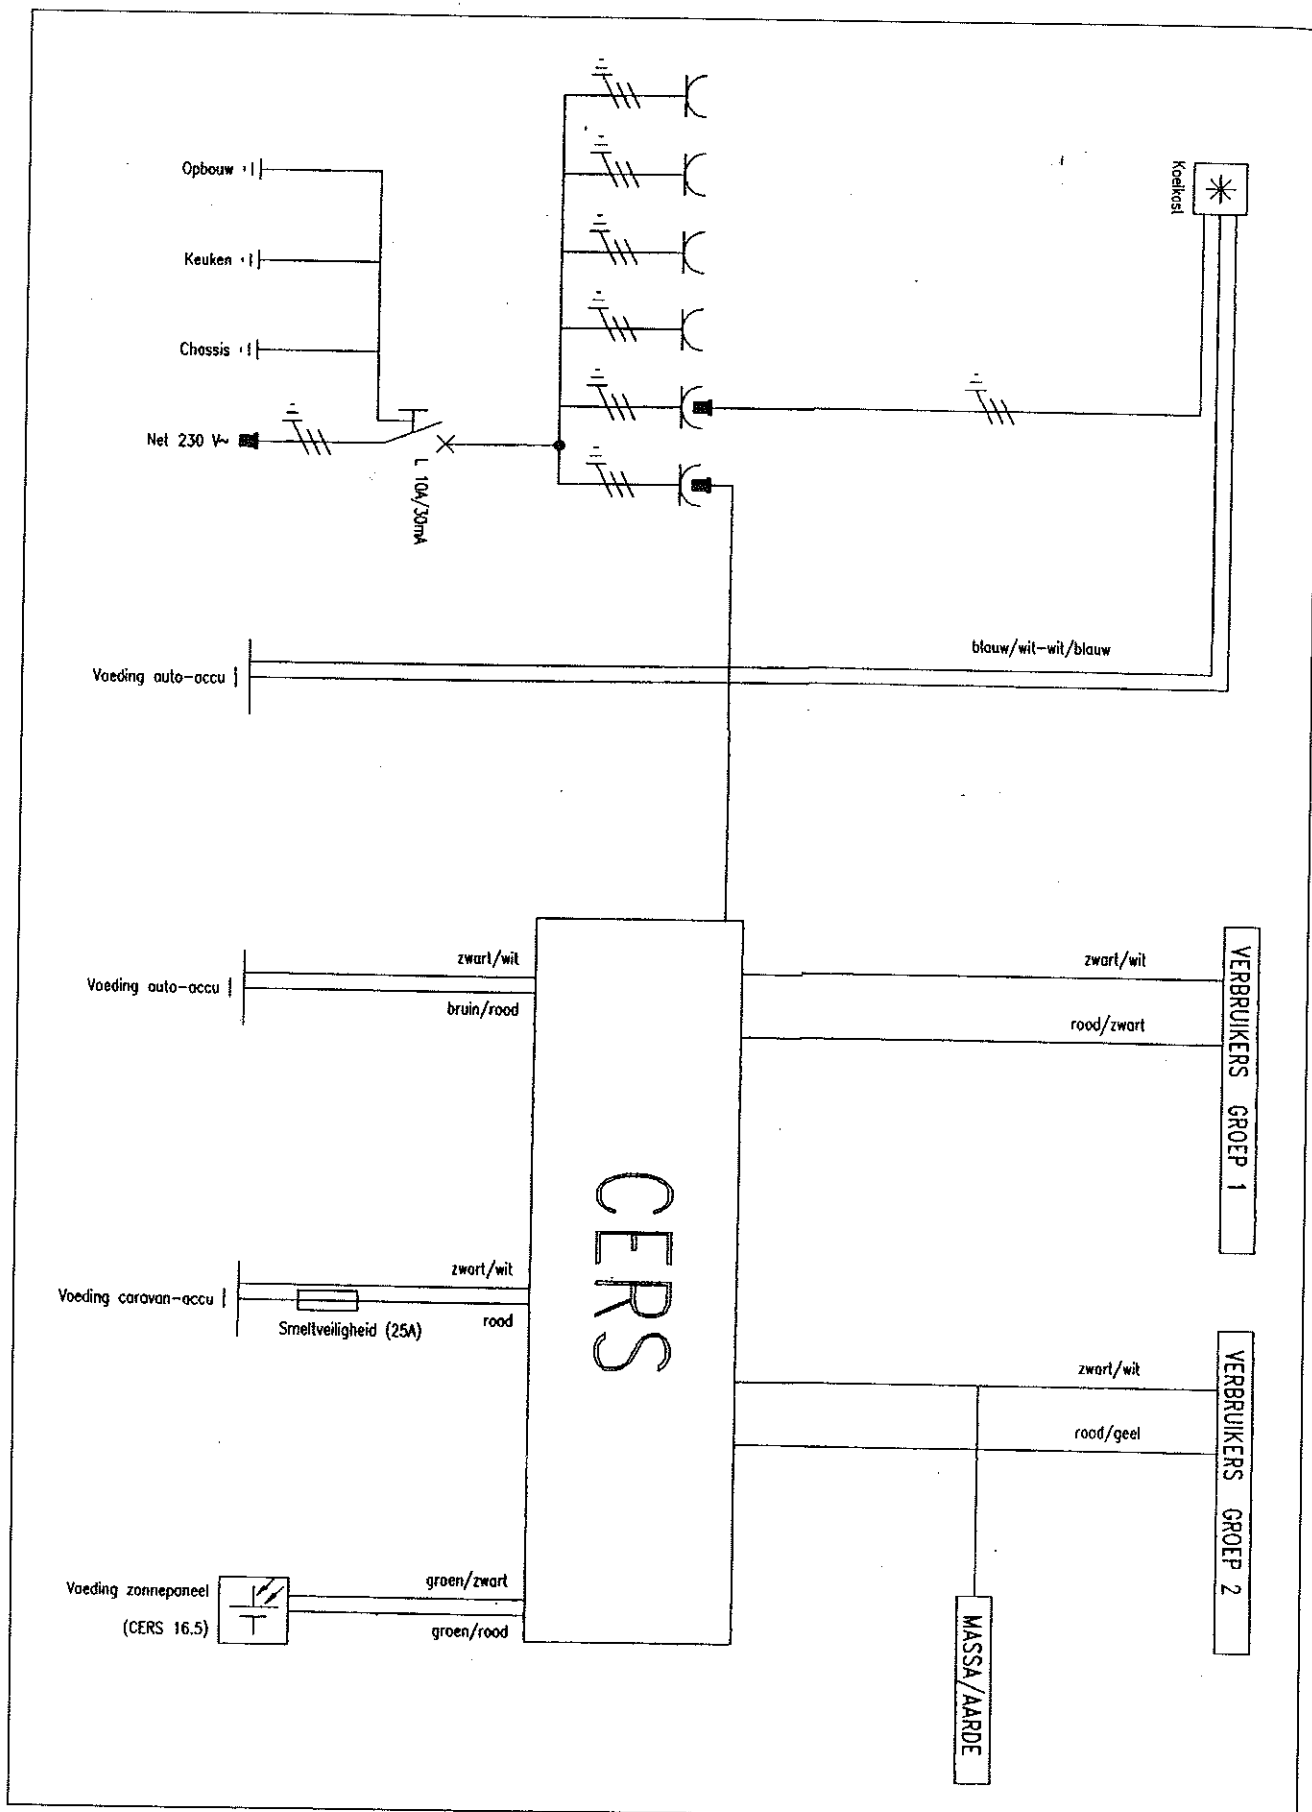 Koelkast
Opbouw
Keuken
Chassis
Net 230 V~
L 10A/30mA
blauw/wit-wit/blauw
Voeding auto-accu
zwart/wit
zwart/wit
Voeding auto-accu
bruin/rood
rood/zwart
VERBRUIKERS GROEP 1
CERS
zwart/wit
Voeding caravan-accu
rood
Smeltveiligheid (25A)
zwart/wit
rood/geel
VERBRUIKERS GROEP 2
groen/zwart
Voeding zonnepaneel
(CERS 16.5)
groen/rood
MASSA/AARDE